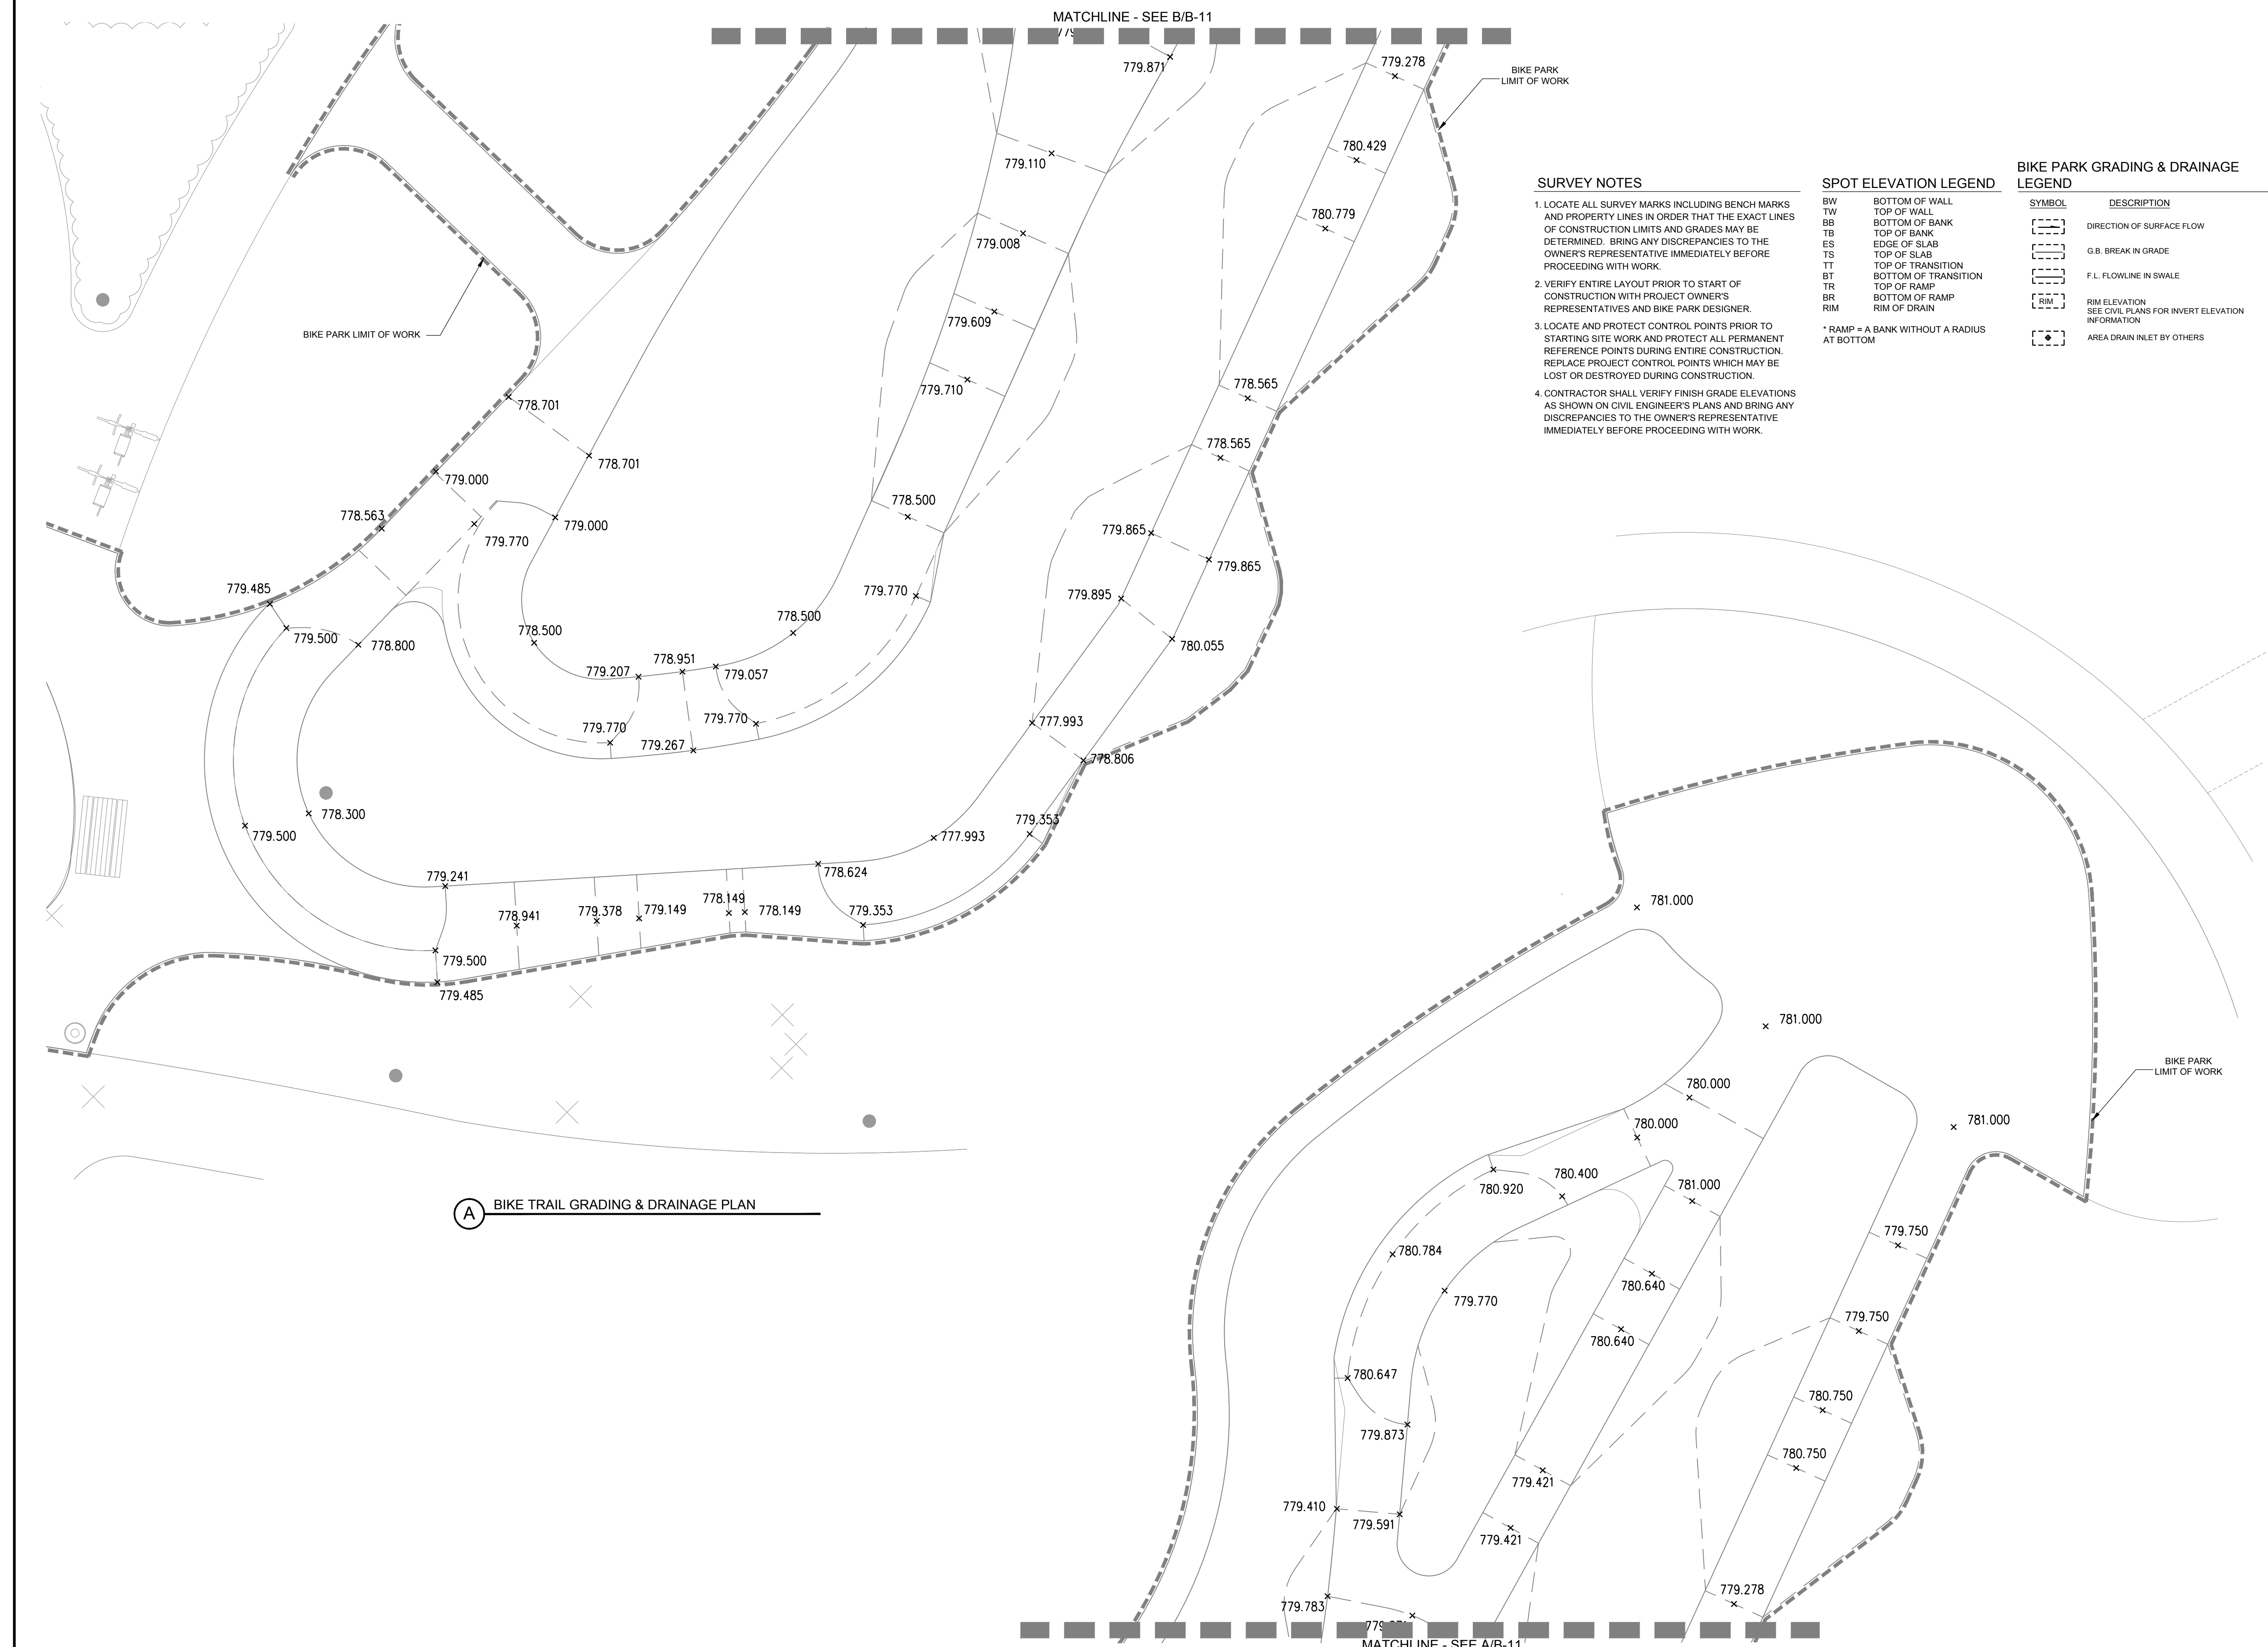 MATCHLINE - SEE B/B-11
779.871
779.278
BIKE PARK
LIMIT OF WORK
780.429
779.110
780.779
779.008
779.609
779.710
BIKE PARK LIMIT OF WORK
778.565
778.701
778.565
778.701
779.000
778.500
778.563
779.000
779.770
779.865
779.865
779.485
779.770
779.895
779.500
778.800
778.500
778.500
780.055
779.207
778.951
779.057
779.770
779.770
779.267
777.993
778.806
778.300
779.500
779.353
777.993
779.241
778.624
778.941
779.378
779.149
778.149
778.149
779.353
779.500
779.485
A
BIKE TRAIL GRADING & DRAINAGE PLAN
SURVEY NOTES
1. LOCATE ALL SURVEY MARKS INCLUDING BENCH MARKS
AND PROPERTY LINES IN ORDER THAT THE EXACT LINES
OF CONSTRUCTION LIMITS AND GRADES MAY BE
DETERMINED. BRING ANY DISCREPANCIES TO THE
OWNER'S REPRESENTATIVE IMMEDIATELY BEFORE
PROCEEDING WITH WORK.
2. VERIFY ENTIRE LAYOUT PRIOR TO START OF
CONSTRUCTION WITH PROJECT OWNER'S
REPRESENTATIVES AND BIKE PARK DESIGNER.
3. LOCATE AND PROTECT CONTROL POINTS PRIOR TO
STARTING SITE WORK AND PROTECT ALL PERMANENT
REFERENCE POINTS DURING ENTIRE CONSTRUCTION.
REPLACE PROJECT CONTROL POINTS WHICH MAY BE
LOST OR DESTROYED DURING CONSTRUCTION.
4. CONTRACTOR SHALL VERIFY FINISH GRADE ELEVATIONS
AS SHOWN ON CIVIL ENGINEER'S PLANS AND BRING ANY
DISCREPANCIES TO THE OWNER'S REPRESENTATIVE
IMMEDIATELY BEFORE PROCEEDING WITH WORK.
SPOT ELEVATION LEGEND
BW BOTTOM OF WALL
TW TOP OF WALL
BB BOTTOM OF BANK
TB TOP OF BANK
ES EDGE OF SLAB
TS TOP OF SLAB
TT TOP OF TRANSITION
BT BOTTOM OF TRANSITION
TR TOP OF RAMP
BR BOTTOM OF RAMP
RIM RIM OF DRAIN
* RAMP = A BANK WITHOUT A RADIUS
AT BOTTOM
BIKE PARK GRADING & DRAINAGE
LEGEND
SYMBOL DESCRIPTION
DIRECTION OF SURFACE FLOW
G.B. BREAK IN GRADE
F.L. FLOWLINE IN SWALE
RIM RIM ELEVATION
SEE CIVIL PLANS FOR INVERT ELEVATION
INFORMATION
AREA DRAIN INLET BY OTHERS
781.000
781.000
BIKE PARK
LIMIT OF WORK
780.000
780.000
781.000
780.920
780.400
781.000
780.784
779.750
780.640
779.770
779.750
780.640
780.647
780.750
779.873
780.750
779.421
779.410
779.591
779.421
779.278
779.783
MATCHLINE - SEE A/B-11